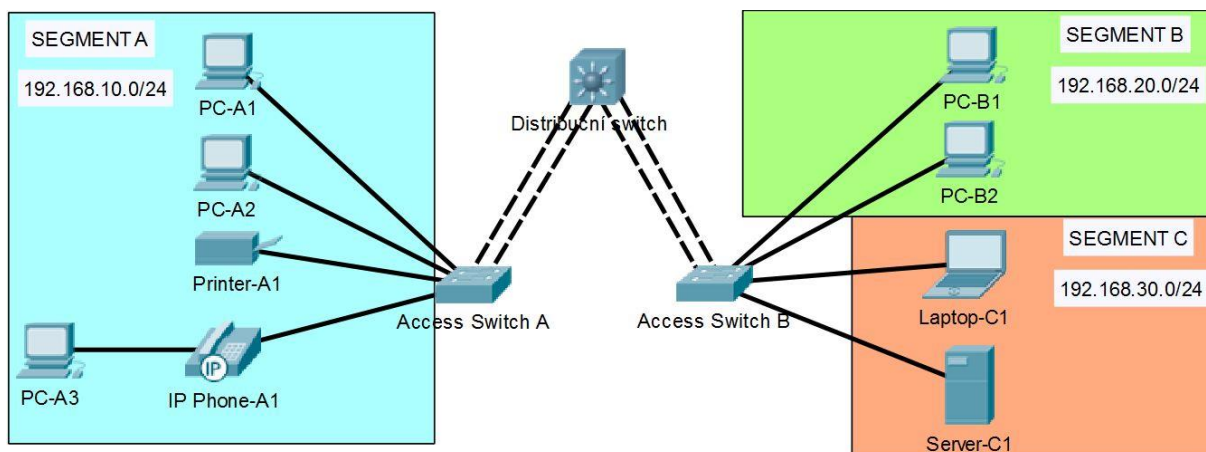 SEGMENT A
192.168.10.0/24
PC-A1
PC-A2
Printer-A1
IP
PC-A3
IP Phone-A1
Access Switch A
Distribucní switch
Access Switch B
SEGMENT B
192.168.20.0/24
PC-B1
PC-B2
SEGMENT C
192.168.30.0/24
Laptop-C1
Server-C1